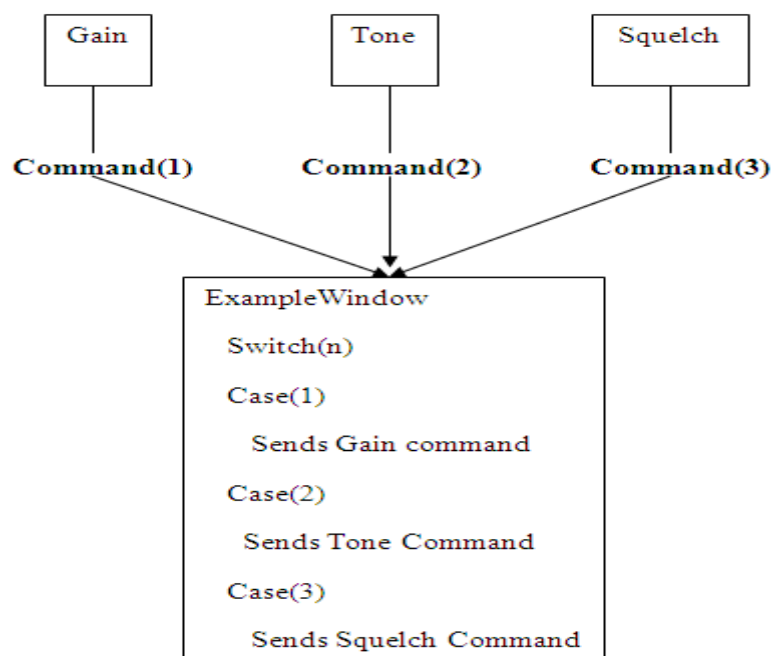 Gain
Tone
Squelch
Command(1)
Command(2)
Command(3)
ExampleWindow
Switch(n)
Case(1)
Sends Gain command
Case(2)
Sends Tone Command
Case(3)
Sends Squelch Command